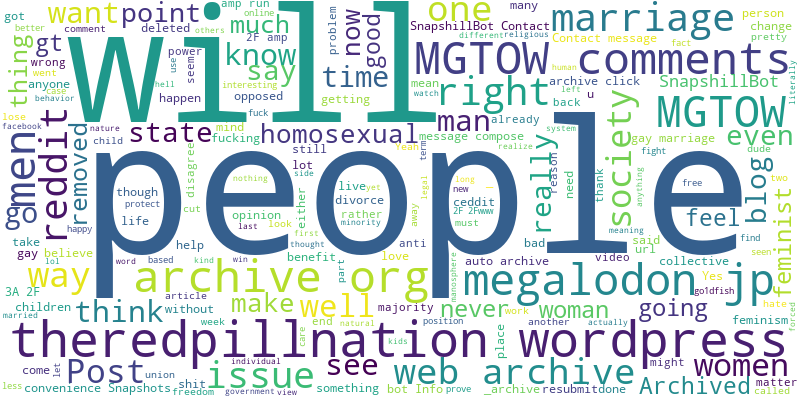 got
amp run
online
many
person
better
want
point
one
marriage
others
comment
deleted
2F amp
problem
SnapshillBot Contact
different
religious
change
pretty
will
much
now
good
Contact message
fact
thing
gt
wrong
went
power
use
seem
know
MGTOW
comments
anyone
case
behavior
hell
interesting
say
time
mean
watch
human
archive click
SnapshillBot
literally
happen
opposed
getting
right
left
back
u
MGTOW
lose
facebook
nature
child
state
mind
fuck
fucking
homosexual
man
already
message compose
Yeah
realize
system
gay marriage
even
men
reddit
removed
disagree
still
side
term
really
reason
society
fight
dude
anything
oo
though
protect
happy
life
lot
nothing
people
live
yet
divorce
rather
minority
legal
away
long
new
ceddit
2F 2Fwww
must
need
thank
free
feel
blog
feminist
two
cut
opinion
last
either
look
first
thought
anti
bad
meaning
said
url
find
seen
take
gay
believe
lol
word
based
help
win
kind
benefit
part
love
manosphere
auto archive
video
collective
Yes
go1dfish
hate
forced
way
archive org
megalodon jp
3A 2F
children
married
article
without
week
make
well
care
end
natural
majority
position
never
work
another
woman
actually
going
feminism
think
place
theredpillnation wordpress
come
let
Post
union
issue
individual
see
kids
web archive
might
women
less
convenience Snapshots
shit
freedom
government
view
something
bot Info
prove
_archive
resubmit
done
Archived
matter
called